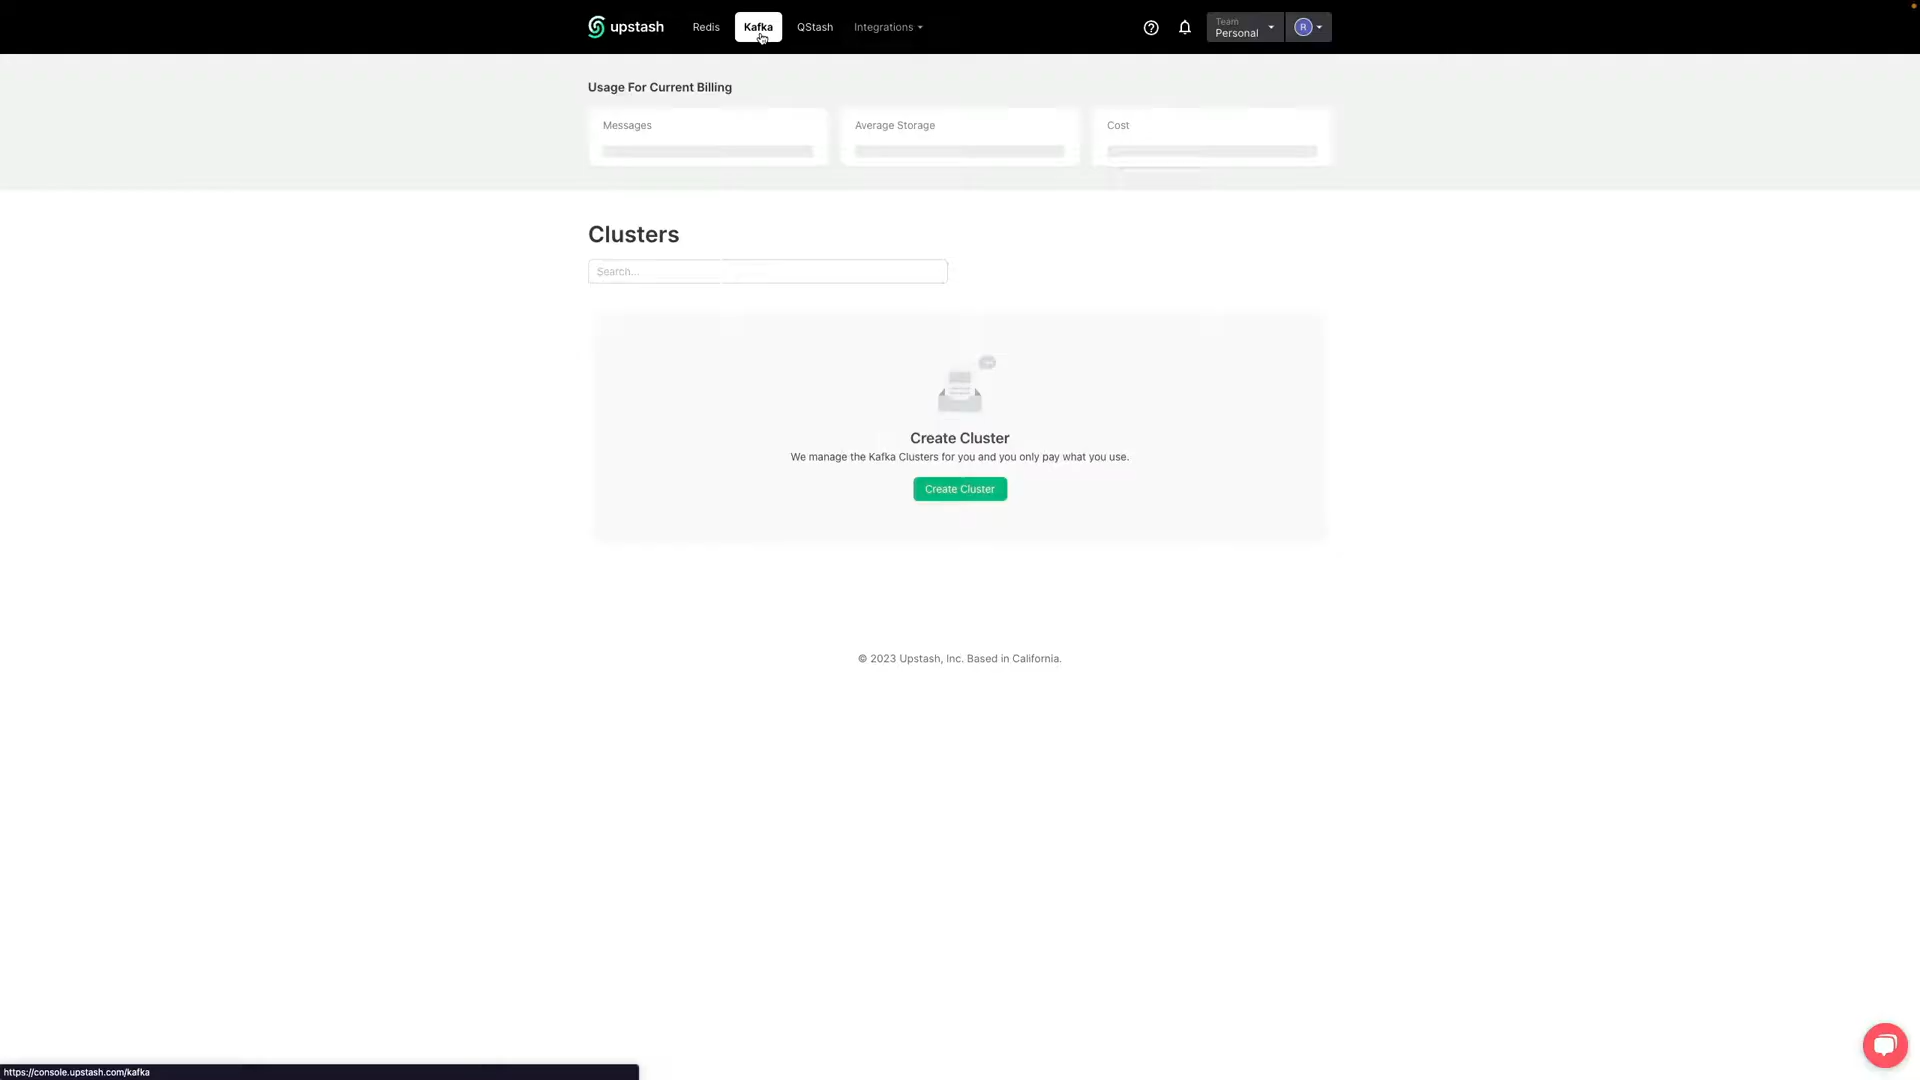 upstash
Redis
Kafka
QStash
Integrations
Team
Personal
R
Usage For Current Billing
Messages
Average Storage
Cost
Clusters
Search...
Create Cluster
We manage the Kafka Clusters for you and you only pay what you use.
Create Cluster
© 2023 Upstash, Inc. Based in California.
https://console.upstash.com/kafka